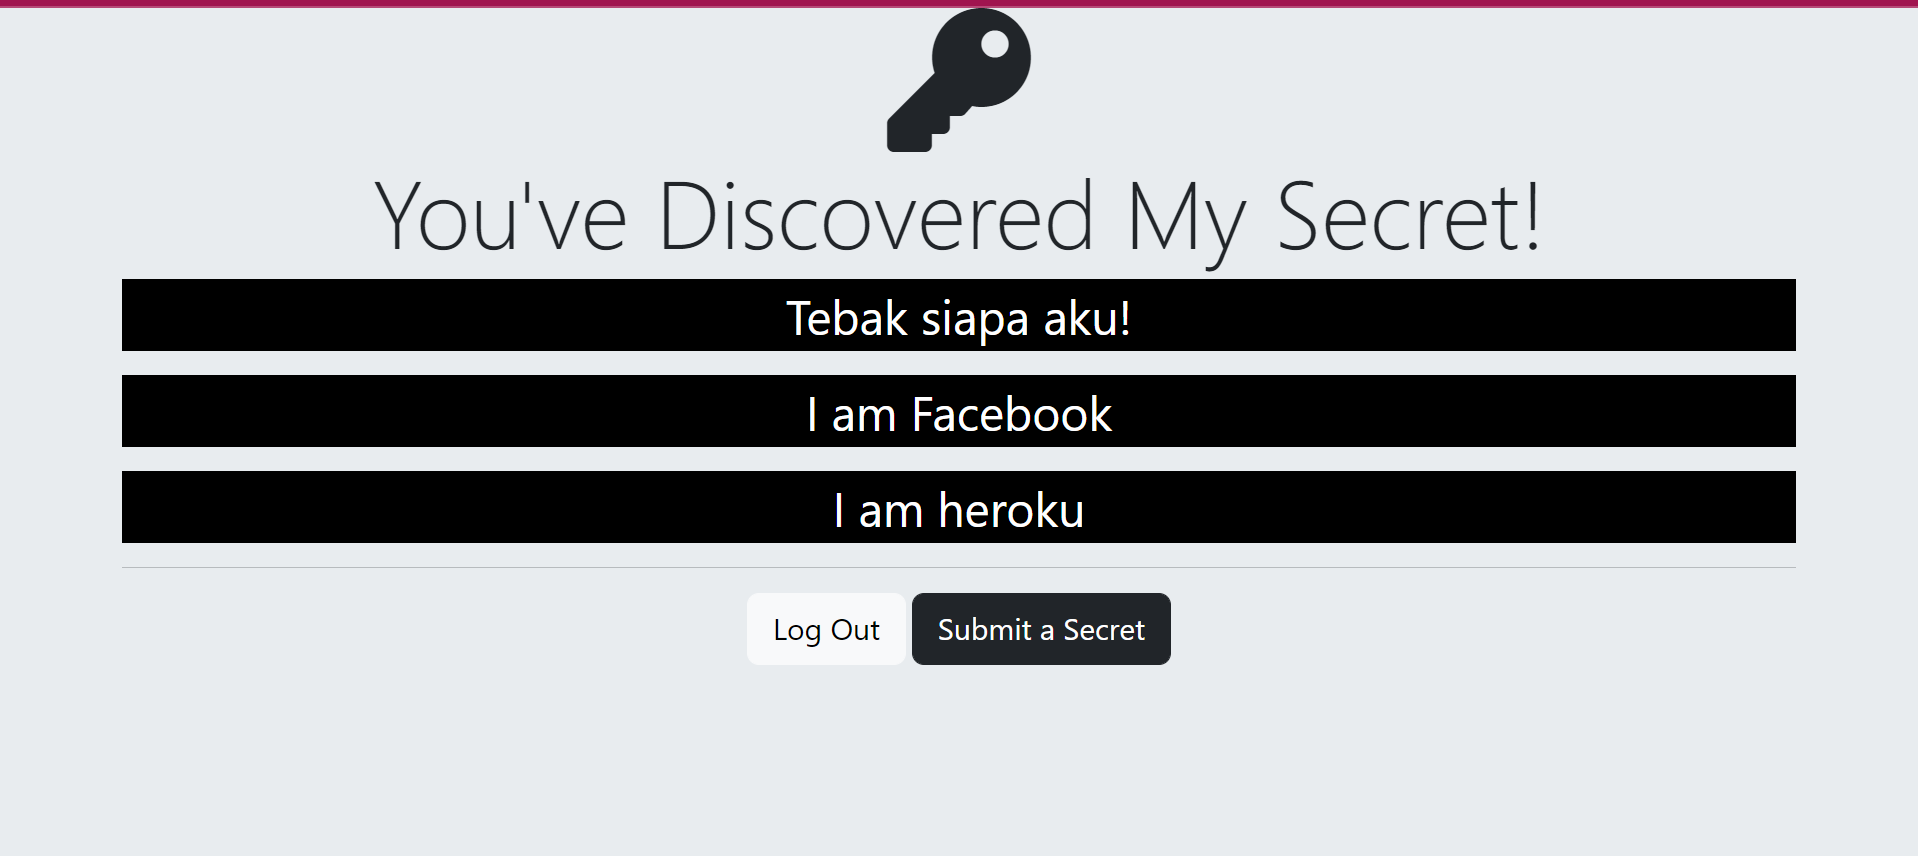 You've Discovered My Secret!
Tebak siapa aku!
I am Facebook
I am heroku
Log Out
Submit a Secret